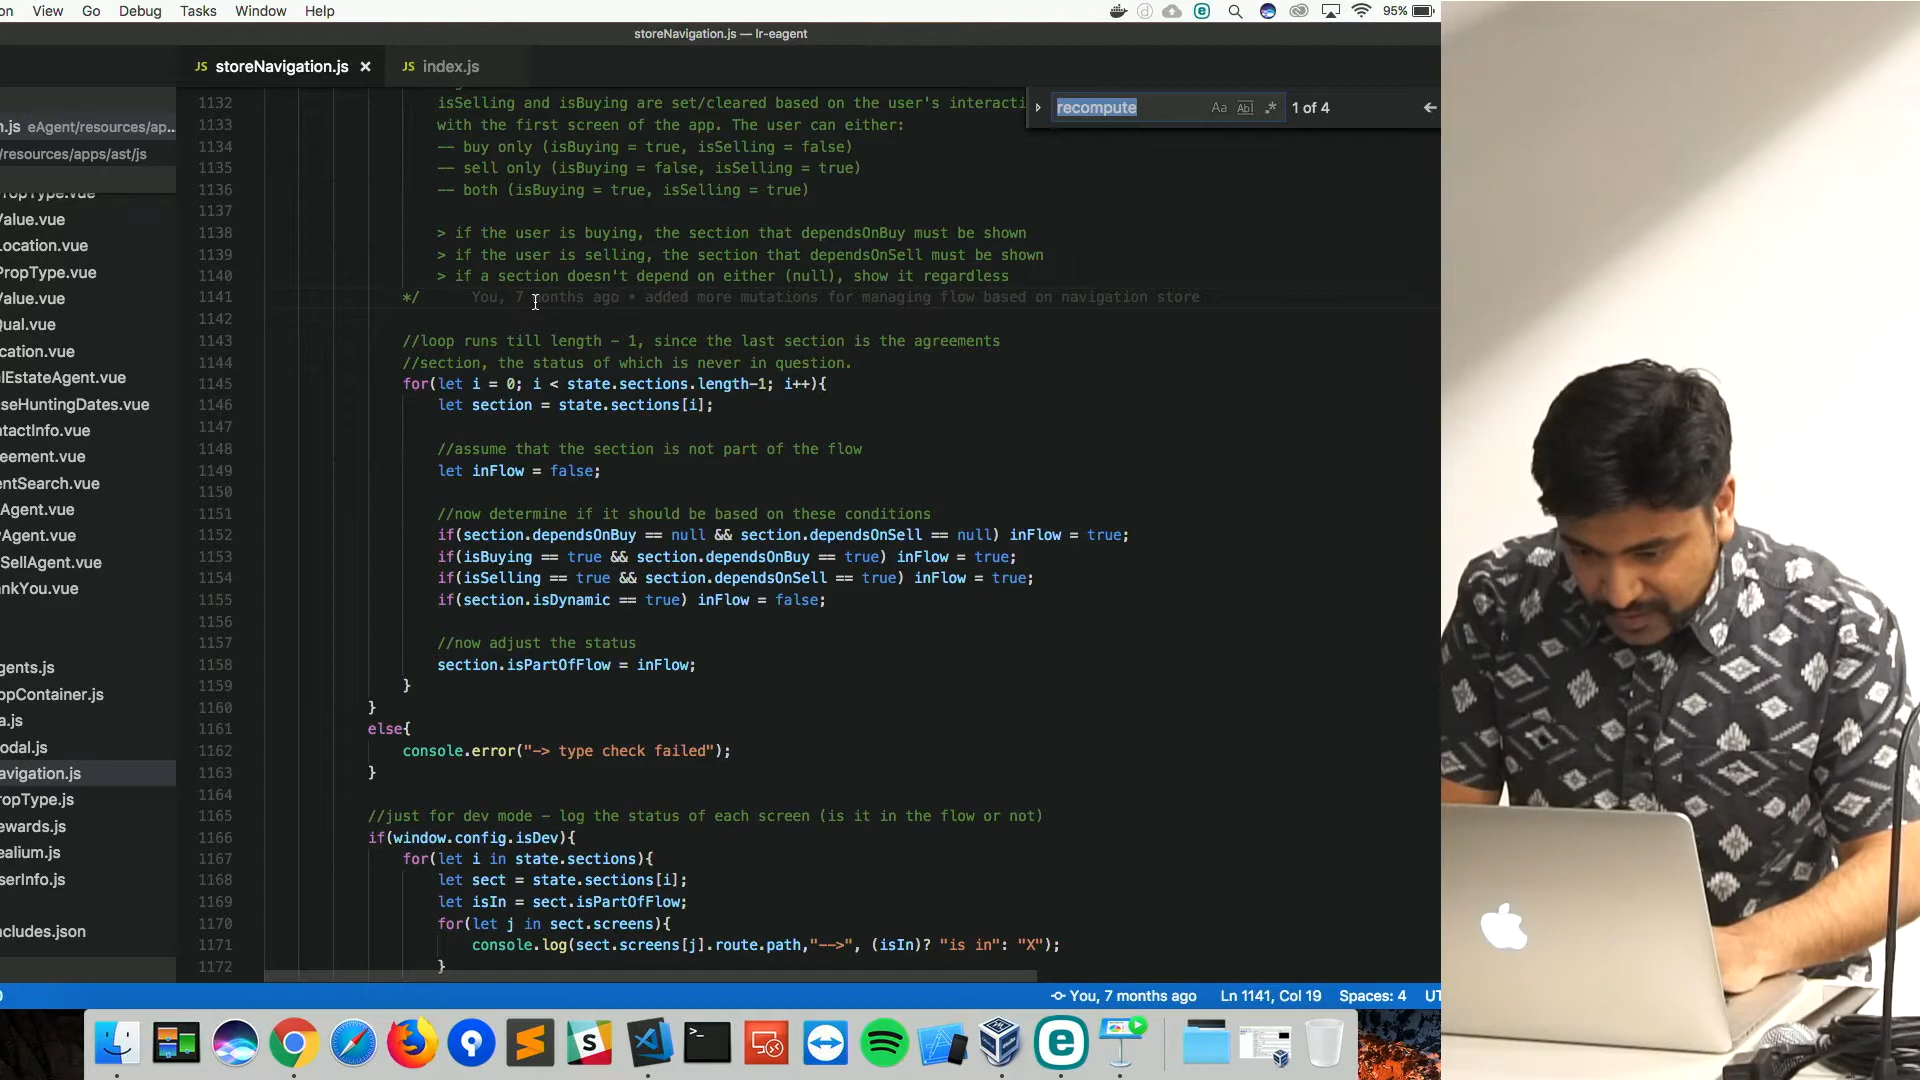 on View Go Debug Tasks Window Help 95%
storeNavigation.js — lr-eagent
JS storeNavigation.js × JS index.js
recompute Aa Abl .* 1 of 4
n.js eAgent/resources/ap...
/resources/apps/ast/js
ropType.vue
Value.vue
Location.vue
PropType.vue
Value.vue
Qual.vue
cation.vue
lEstateAgent.vue
seHuntingDates.vue
ntactInfo.vue
eement.vue
entSearch.vue
Agent.vue
yAgent.vue
SellAgent.vue
nkYou.vue
gents.js
opContainer.js
a.js
odal.js
avigation.js
ropType.js
ewards.js
ealium.js
serInfo.js
ncludes.json
1132 isSelling and isBuying are set/cleared based on the user's interacti
1133 with the first screen of the app. The user can either:
1134 -- buy only (isBuying = true, isSelling = false)
1135 -- sell only (isBuying = false, isSelling = true)
1136 -- both (isBuying = true, isSelling = true)
1137
1138 > if the user is buying, the section that dependsOnBuy must be shown
1139 > if the user is selling, the section that dependsOnSell must be shown
1140 > if a section doesn't depend on either (null), show it regardless
1141 */ You, 7 months ago • added more mutations for managing flow based on navigation store
1142
1143 //loop runs till length - 1, since the last section is the agreements
1144 //section, the status of which is never in question.
1145 for(let i = 0; i < state.sections.length-1; i++){
1146 let section = state.sections[i];
1147
1148 //assume that the section is not part of the flow
1149 let inFlow = false;
1150
1151 //now determine if it should be based on these conditions
1152 if(section.dependsOnBuy == null && section.dependsOnSell == null) inFlow = true;
1153 if(isBuying == true && section.dependsOnBuy == true) inFlow = true;
1154 if(isSelling == true && section.dependsOnSell == true) inFlow = true;
1155 if(section.isDynamic == true) inFlow = false;
1156
1157 //now adjust the status
1158 section.isPartOfFlow = inFlow;
1159 }
1160 }
1161 else{
1162 console.error("-> type check failed");
1163 }
1164
1165 //just for dev mode - log the status of each screen (is it in the flow or not)
1166 if(window.config.isDev){
1167 for(let i in state.sections){
1168 let sect = state.sections[i];
1169 let isIn = sect.isPartOfFlow;
1170 for(let j in sect.screens){
1171 console.log(sect.screens[j].route.path,"-->", (isIn)? "is in": "X");
1172 }
You, 7 months ago Ln 1141, Col 19 Spaces: 4 UT